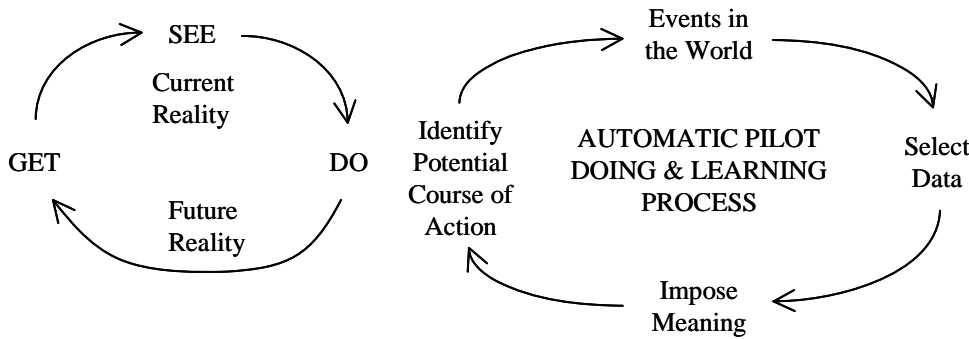 SEE
Current
Reality
GET
DO
Future
Reality
Events in
the World
Identify
Potential
Course of
Action
AUTOMATIC PILOT
DOING & LEARNING
PROCESS
Select
Data
Impose
Meaning